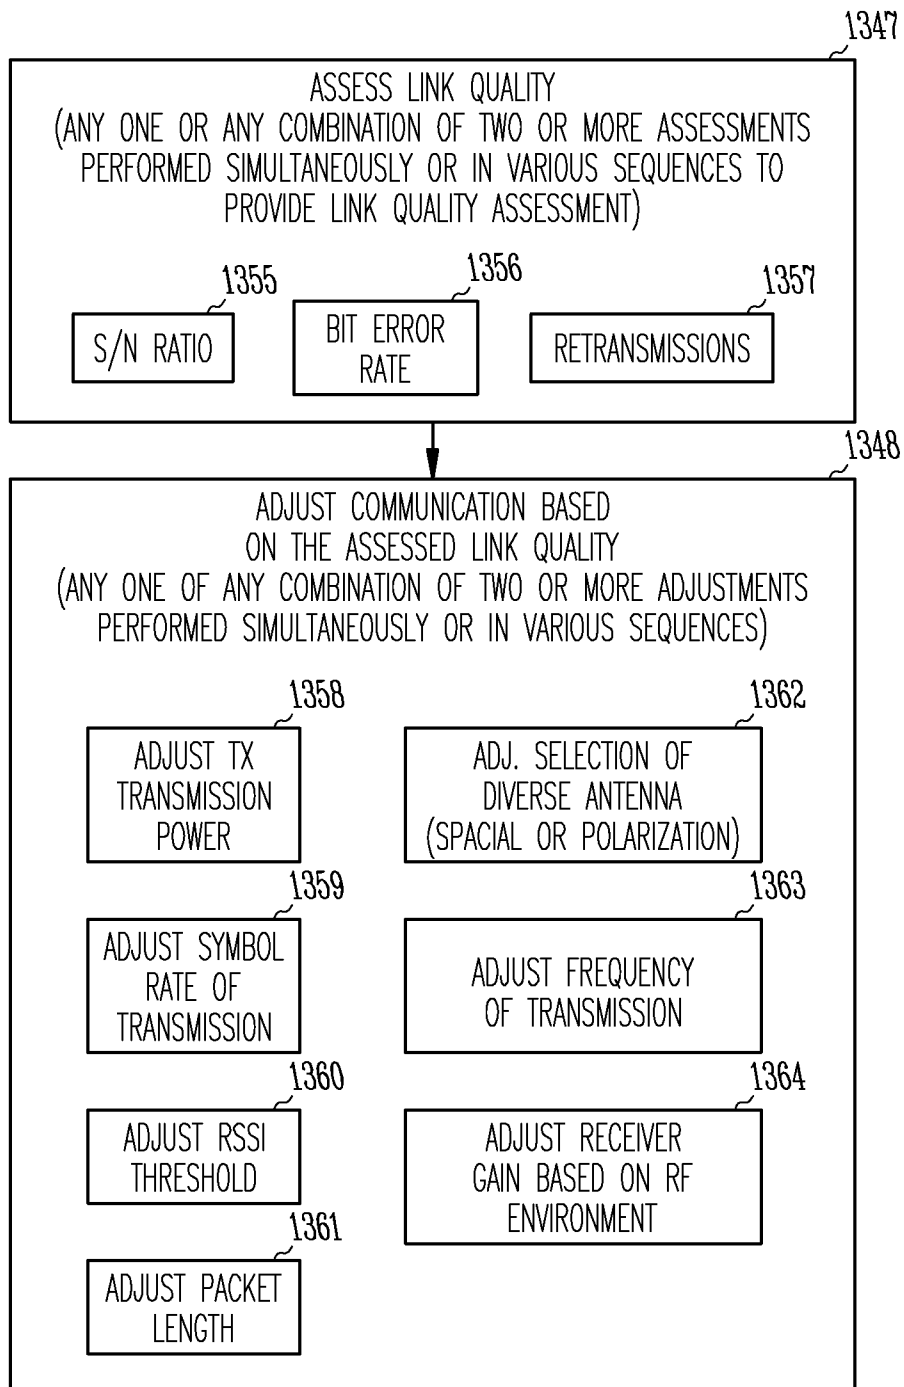 1347
ASSESS LINK QUALITY
(ANY ONE OR ANY COMBINATION OF TWO OR MORE ASSESSMENTS
PERFORMED SIMULTANEOUSLY OR IN VARIOUS SEQUENCES TO
PROVIDE LINK QUALITY ASSESSMENT)
1355
S/N RATIO
1356
BIT ERROR
RATE
1357
RETRANSMISSIONS
1348
ADJUST COMMUNICATION BASED
ON THE ASSESSED LINK QUALITY
(ANY ONE OF ANY COMBINATION OF TWO OR MORE ADJUSTMENTS
PERFORMED SIMULTANEOUSLY OR IN VARIOUS SEQUENCES)
1358
ADJUST TX
TRANSMISSION
POWER
1359
ADJUST SYMBOL
RATE OF
TRANSMISSION
1360
ADJUST RSSI
THRESHOLD
1361
ADJUST PACKET
LENGTH
1362
ADJ. SELECTION OF
DIVERSE ANTENNA
(SPACIAL OR POLARIZATION)
1363
ADJUST FREQUENCY
OF TRANSMISSION
1364
ADJUST RECEIVER
GAIN BASED ON RF
ENVIRONMENT